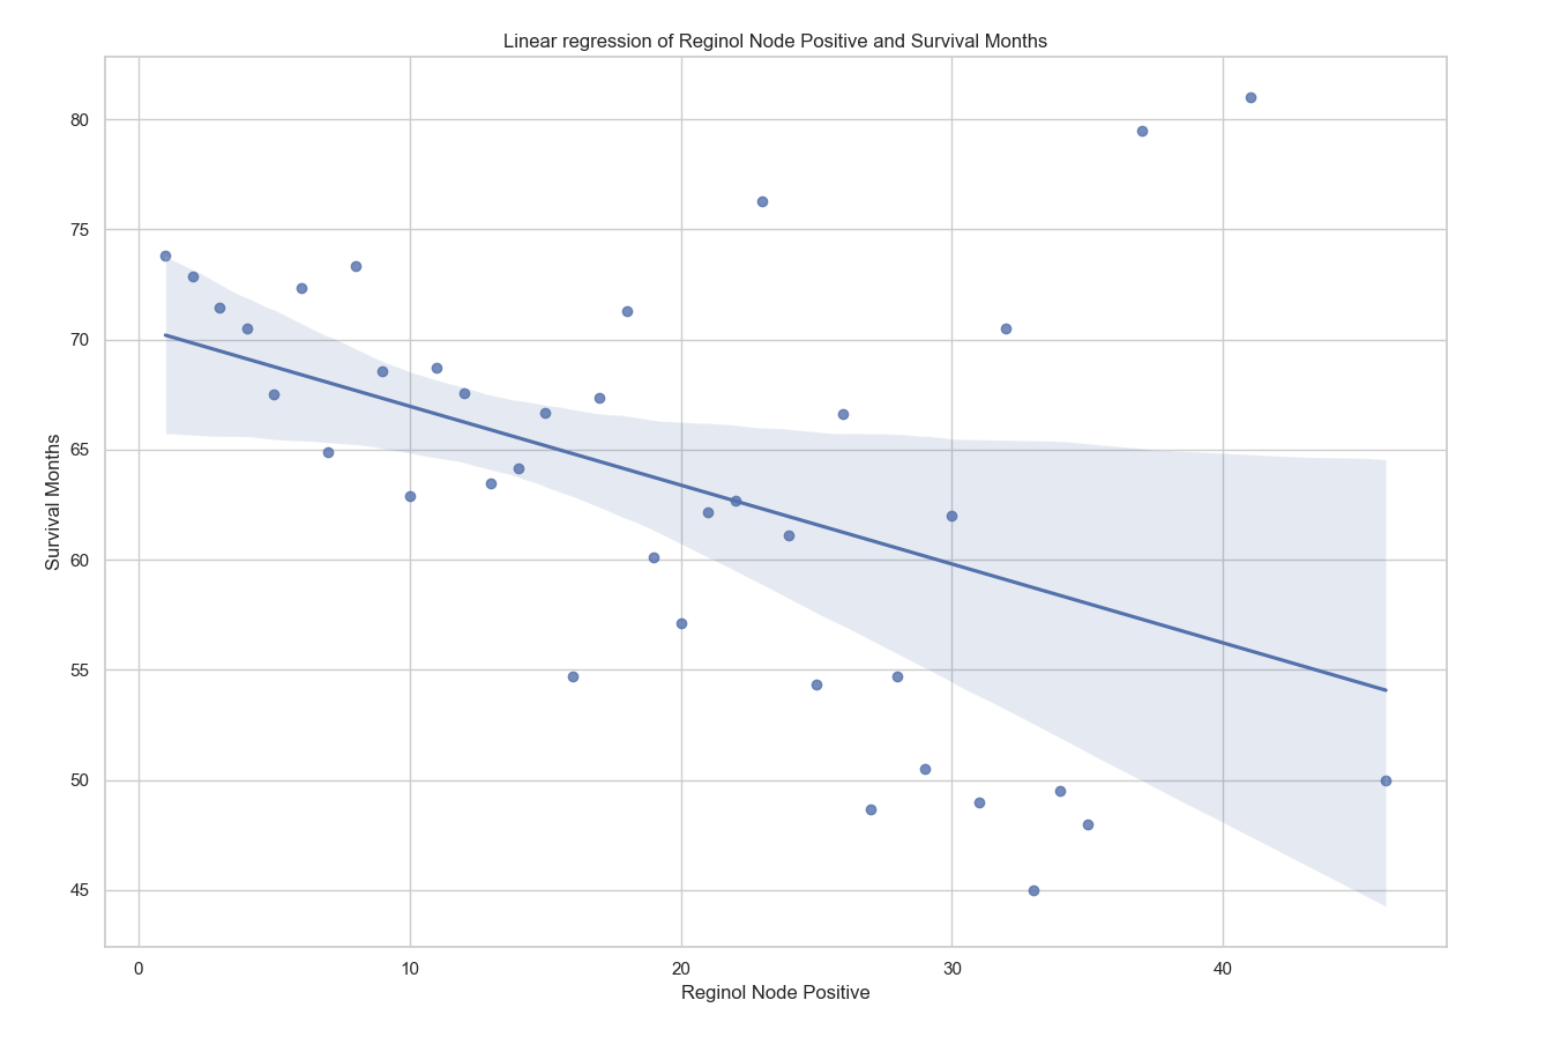 Linear regression of Reginol Node Positive and Survival Months
80
75
70
65
60
55
50
45
Survival Months
0 10 20 30 40
Reginol Node Positive